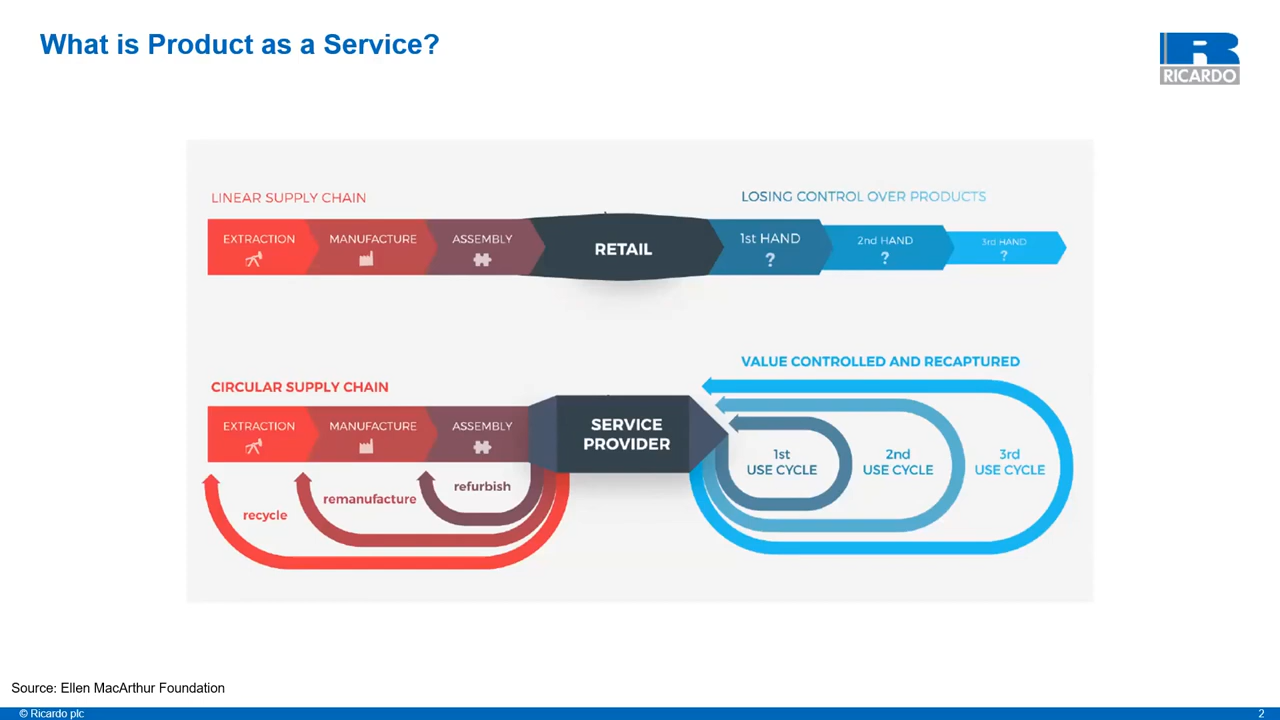 What is Product as a Service?
RICARDO
LINEAR SUPPLY CHAIN
LOSING CONTROL OVER PRODUCTS
EXTRACTION
MANUFACTURE
ASSEMBLY
RETAIL
1st HAND
?
2nd HAND
?
3rd HAND
?
VALUE CONTROLLED AND RECAPTURED
CIRCULAR SUPPLY CHAIN
EXTRACTION
MANUFACTURE
ASSEMBLY
SERVICE
PROVIDER
1st
USE CYCLE
2nd
USE CYCLE
3rd
USE CYCLE
refurbish
remanufacture
recycle
Source: Ellen MacArthur Foundation
© Ricardo plc
2